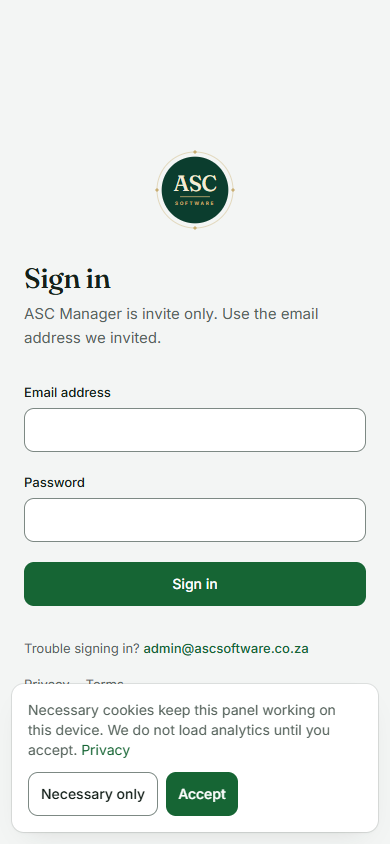 ASC
SOFTWARE
Sign in
ASC Manager is invite only. Use the email
address we invited.
Email address
Password
Sign in
Trouble signing in? admin@ascsoftware.co.za
Privacy Terms
Necessary cookies keep this panel working on
this device. We do not load analytics until you
accept. Privacy
Necessary only Accept